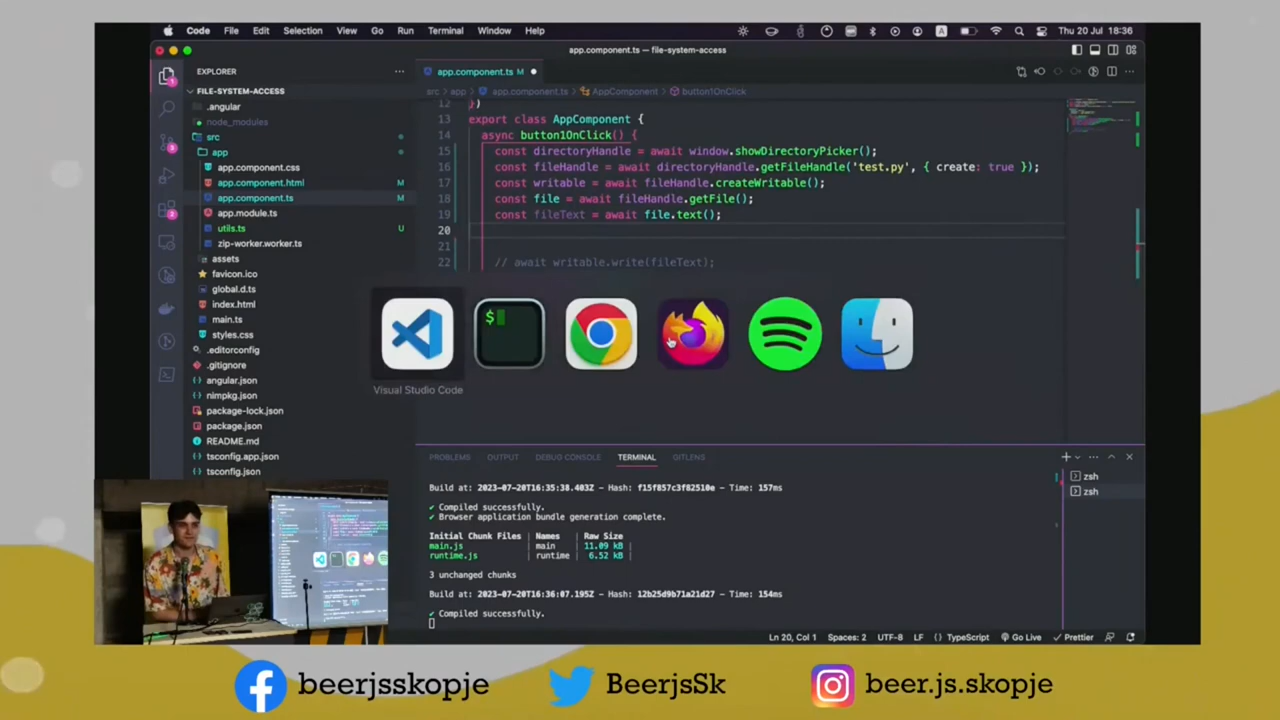 Code File Edit Selection View Go Run Terminal Window Help A Thu 20 Jul 18:36
app.component.ts — file-system-access
EXPLORER
FILE-SYSTEM-ACCESS
.angular
node_modules
src
app
app.component.css
app.component.html M
app.component.ts M
app.module.ts
utils.ts U
zip-worker.worker.ts
assets
favicon.ico
global.d.ts
index.html
main.ts
styles.css
.editorconfig
.gitignore
angular.json
nimpkg.json
package-lock.json
package.json
README.md
tsconfig.app.json
tsconfig.json
1
3
2
app.component.ts M
src > app > app.component.ts > AppComponent > button1OnClick
12 })
13 export class AppComponent {
14 async button1OnClick() {
15 const directoryHandle = await window.showDirectoryPicker();
16 const fileHandle = await directoryHandle.getFileHandle('test.py', { create: true });
17 const writable = await fileHandle.createWritable();
18 const file = await fileHandle.getFile();
19 const fileText = await file.text();
20
21
22 // await writable.write(fileText);
$
Visual Studio Code
PROBLEMS OUTPUT DEBUG CONSOLE TERMINAL GITLENS
zsh
zsh
Build at: 2023-07-20T16:35:38.403Z - Hash: f15f857c3f82510e - Time: 157ms
✔ Compiled successfully.
✔ Browser application bundle generation complete.
Initial Chunk Files | Names | Raw Size
main.js | main | 11.09 kB |
runtime.js | runtime | 6.52 kB |
3 unchanged chunks
Build at: 2023-07-20T16:36:07.195Z - Hash: 12b25d9b71a21d27 - Time: 154ms
✔ Compiled successfully.
Ln 20, Col 1 Spaces: 2 UTF-8 LF {} TypeScript Go Live Prettier
beerjsskopje BeerjsSk beer.js.skopje